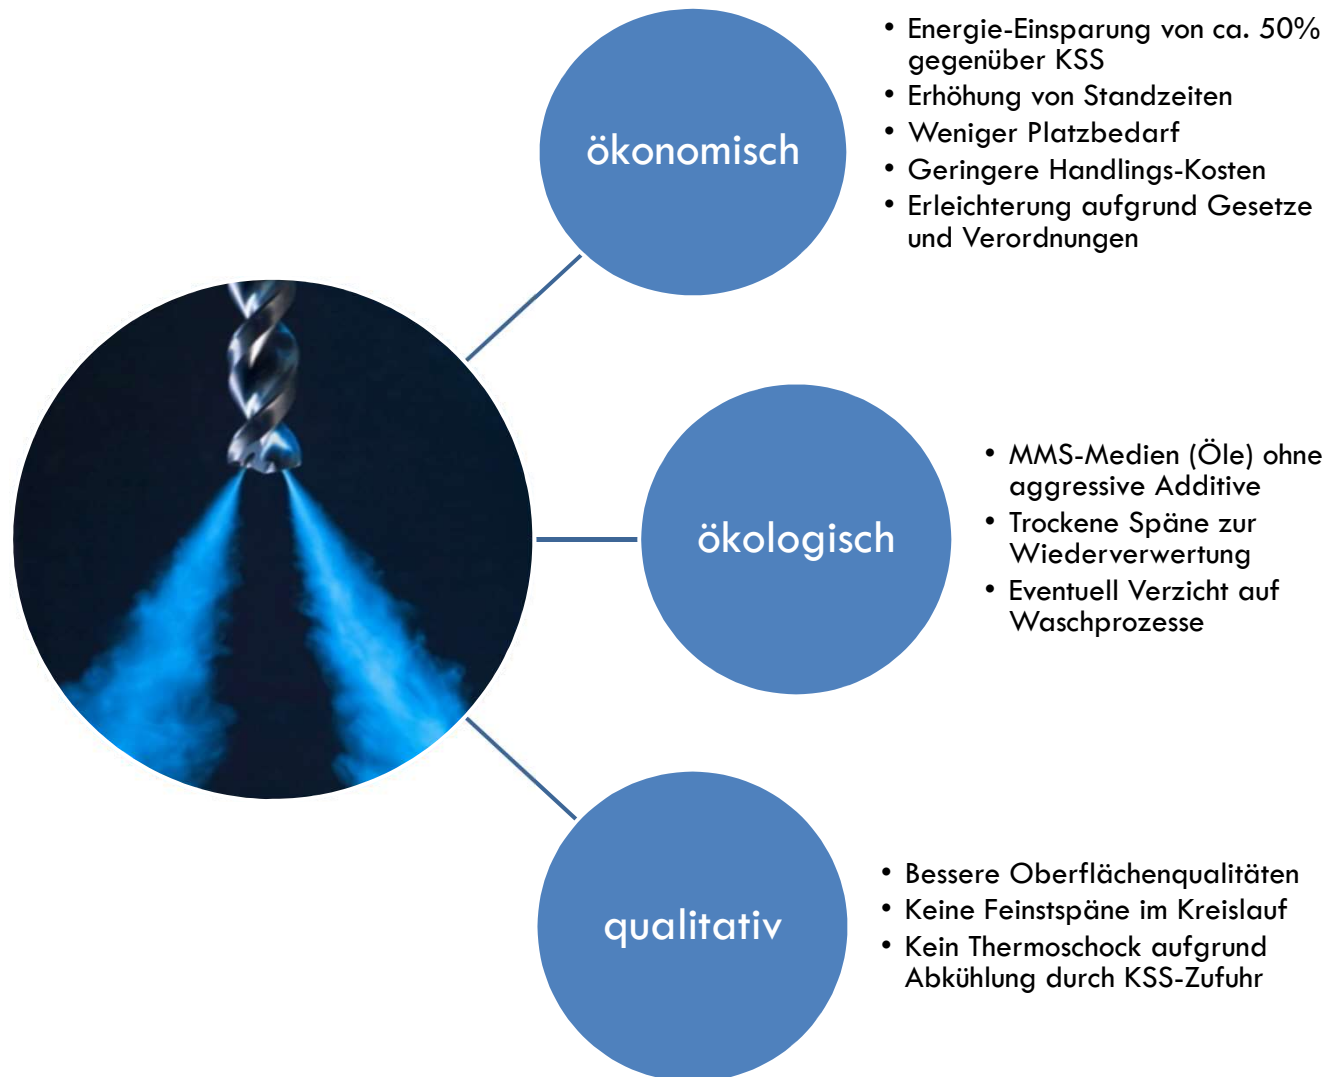 ökonomisch
• Energie-Einsparung von ca. 50%
gegenüber KSS
• Erhöhung von Standzeiten
• Weniger Platzbedarf
• Geringere Handlings-Kosten
• Erleichterung aufgrund Gesetze
und Verordnungen
ökologisch
• MMS-Medien (Öle) ohne
aggressive Additive
• Trockene Späne zur
Wiederverwertung
• Eventuell Verzicht auf
Waschprozesse
qualitativ
• Bessere Oberflächenqualitäten
• Keine Feinstspäne im Kreislauf
• Kein Thermoschock aufgrund
Abkühlung durch KSS-Zufuhr